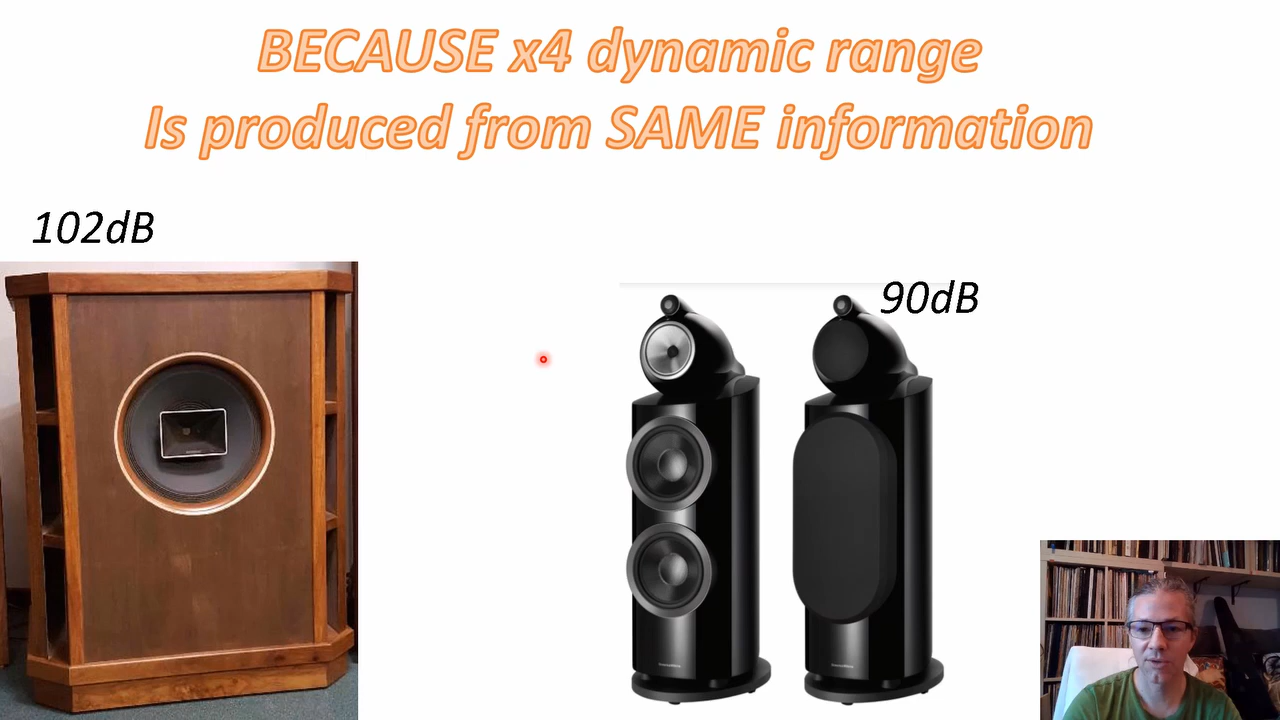 BECAUSE x4 dynamic range
Is produced from SAME information
102dB
90dB